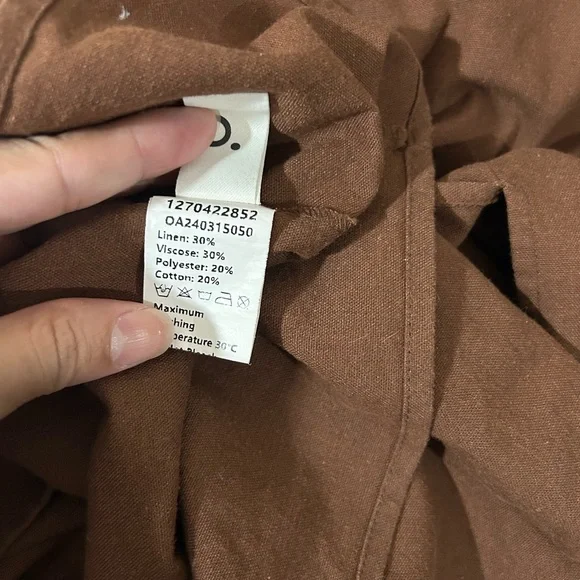 .
1270422852
OA240315050
Linen: 30%
Viscose: 30%
Polyester: 20%
Cotton: 20%
Maximum
30°C